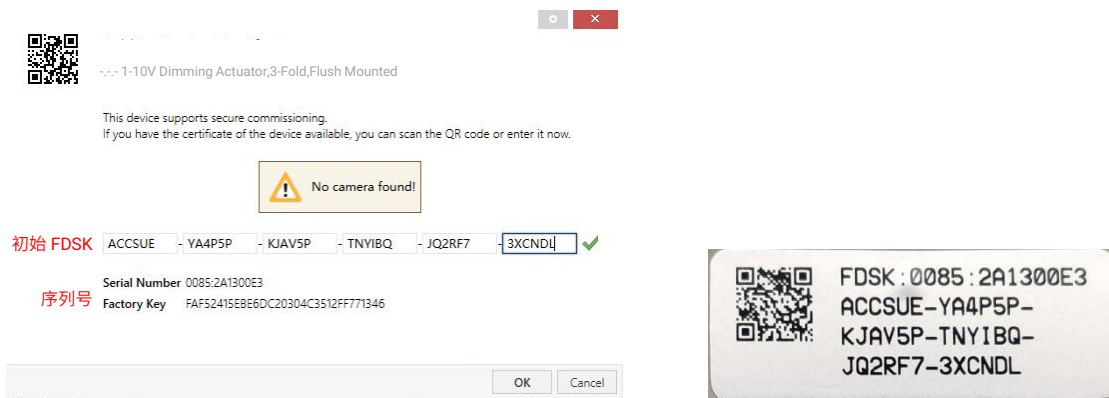 -.-.- 1-10V Dimming Actuator,3-Fold,Flush Mounted
This device supports secure commissioning.
If you have the certificate of the device available, you can scan the QR code or enter it now.
No camera found!
初始 FDSK ACCSUE - YA4P5P - KJAV5P - TNYIBQ - JQ2RF7 - 3XCNDL
Serial Number 0085:2A1300E3
序列号
Factory Key FAF52415EBE6DC20304C3512FF771346
OK Cancel
FDSK:0085:2A1300E3
ACCSUE-YA4P5P-
KJAV5P-TNYIBQ-
JQ2RF7-3XCNDL